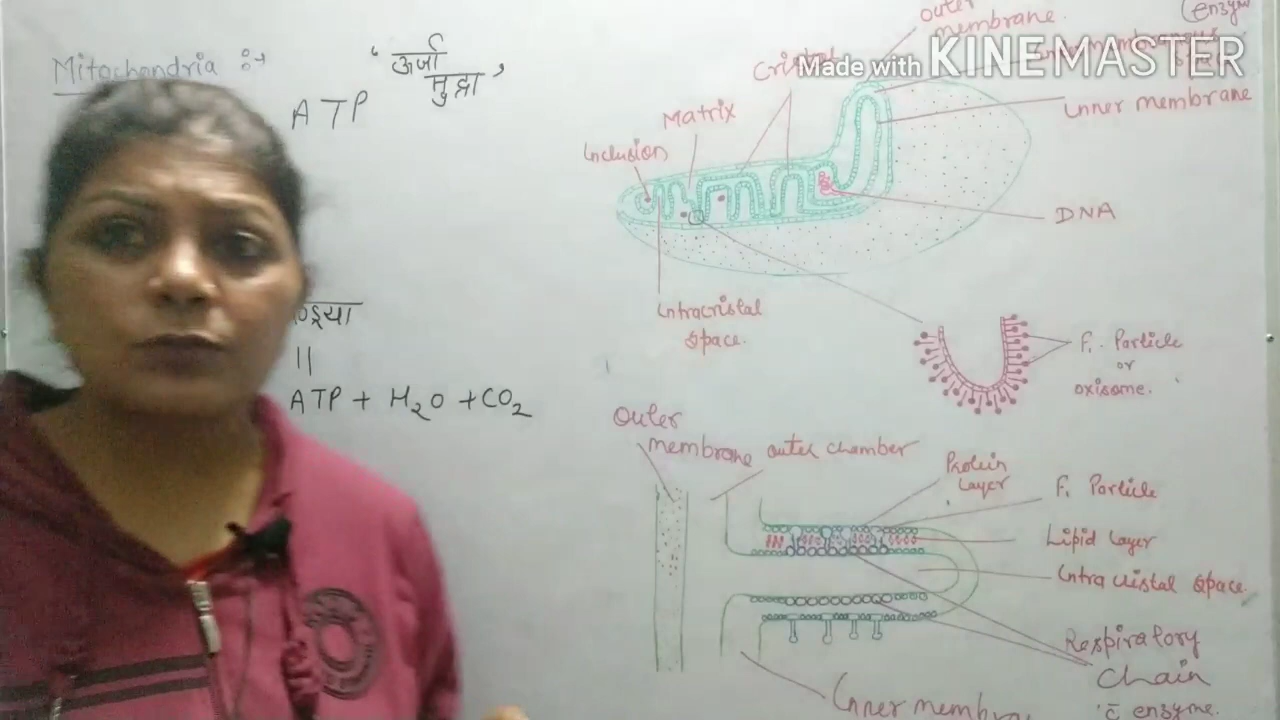 Mitochondria :→
" ऊर्जा
मुद्रा "
ATP
ATP + H2O + CO2
outer
membrane.
(enzym
Made with KINEMASTER
Matrix
Inner membrane
Inclusion
DNA
Intracristal
space.
F1 Particle
or
oxisome.
Outer
membrane
outer chamber
Protein
Layer
F1 Particle
Lipid Layer
Intra cristal space.
Respiratory
Chain
c̄ enzyme.
Inner membra